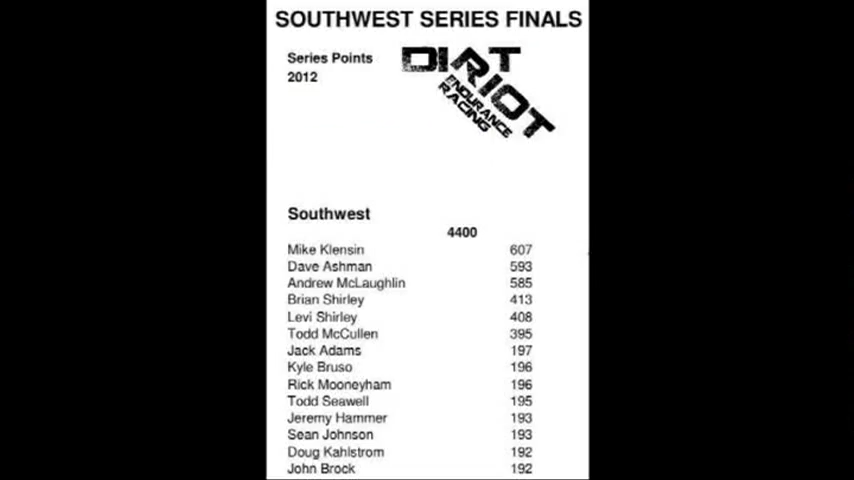 SOUTHWEST SERIES FINALS
Series Points
2012
DIRT
RIOT
ENDURANCE
RACING
Southwest
4400
Mike Klensin 607
Dave Ashman 593
Andrew McLaughlin 585
Brian Shirley 413
Levi Shirley 408
Todd McCullen 395
Jack Adams 197
Kyle Bruso 196
Rick Mooneyham 196
Todd Seawell 195
Jeremy Hammer 193
Sean Johnson 193
Doug Kahlstrom 192
John Brock 192